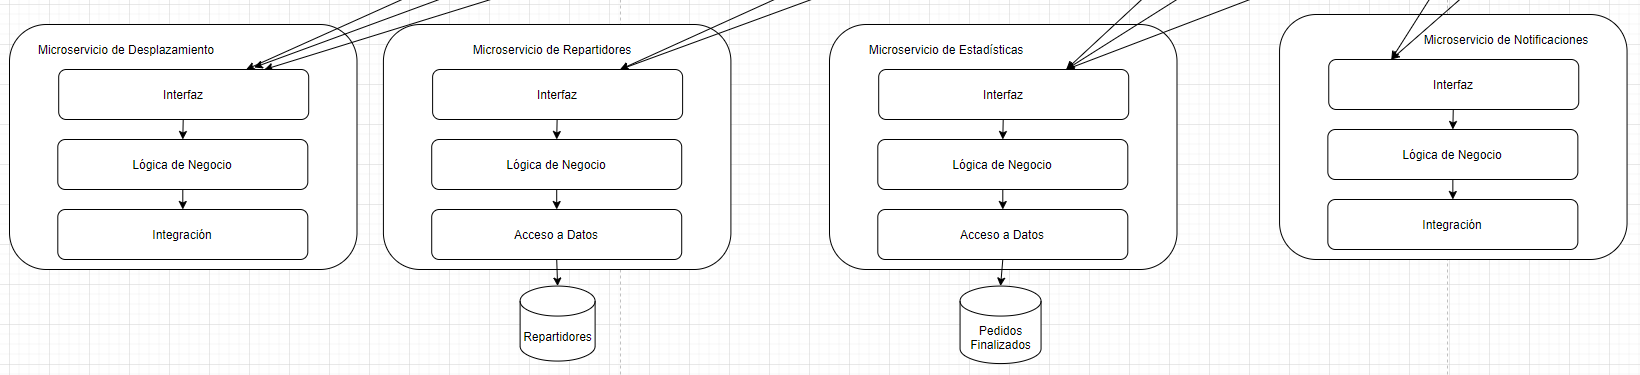 Microservicio de Desplazamiento
Interfaz
Lógica de Negocio
Integración
Microservicio de Repartidores
Interfaz
Lógica de Negocio
Acceso a Datos
Repartidores
Microservicio de Estadísticas
Interfaz
Lógica de Negocio
Acceso a Datos
Pedidos
Finalizados
Microservicio de Notificaciones
Interfaz
Lógica de Negocio
Integración